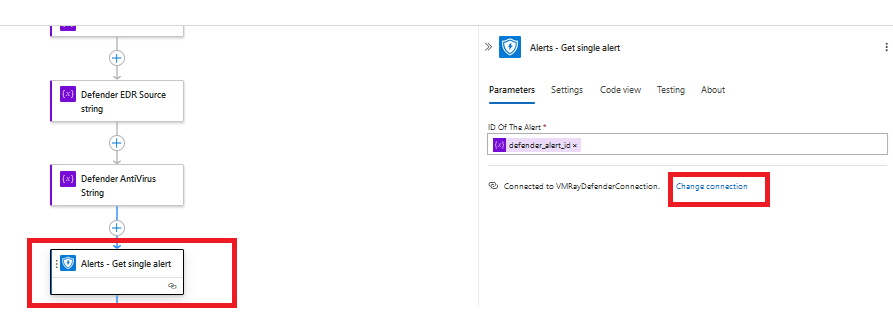 Defender EDR Source
string
Defender AntiVirus
String
Alerts - Get single alert
Alerts - Get single alert
Parameters Settings Code view Testing About
ID Of The Alert *
{x} defender_alert_id ×
Connected to VMRayDefenderConnection. Change connection